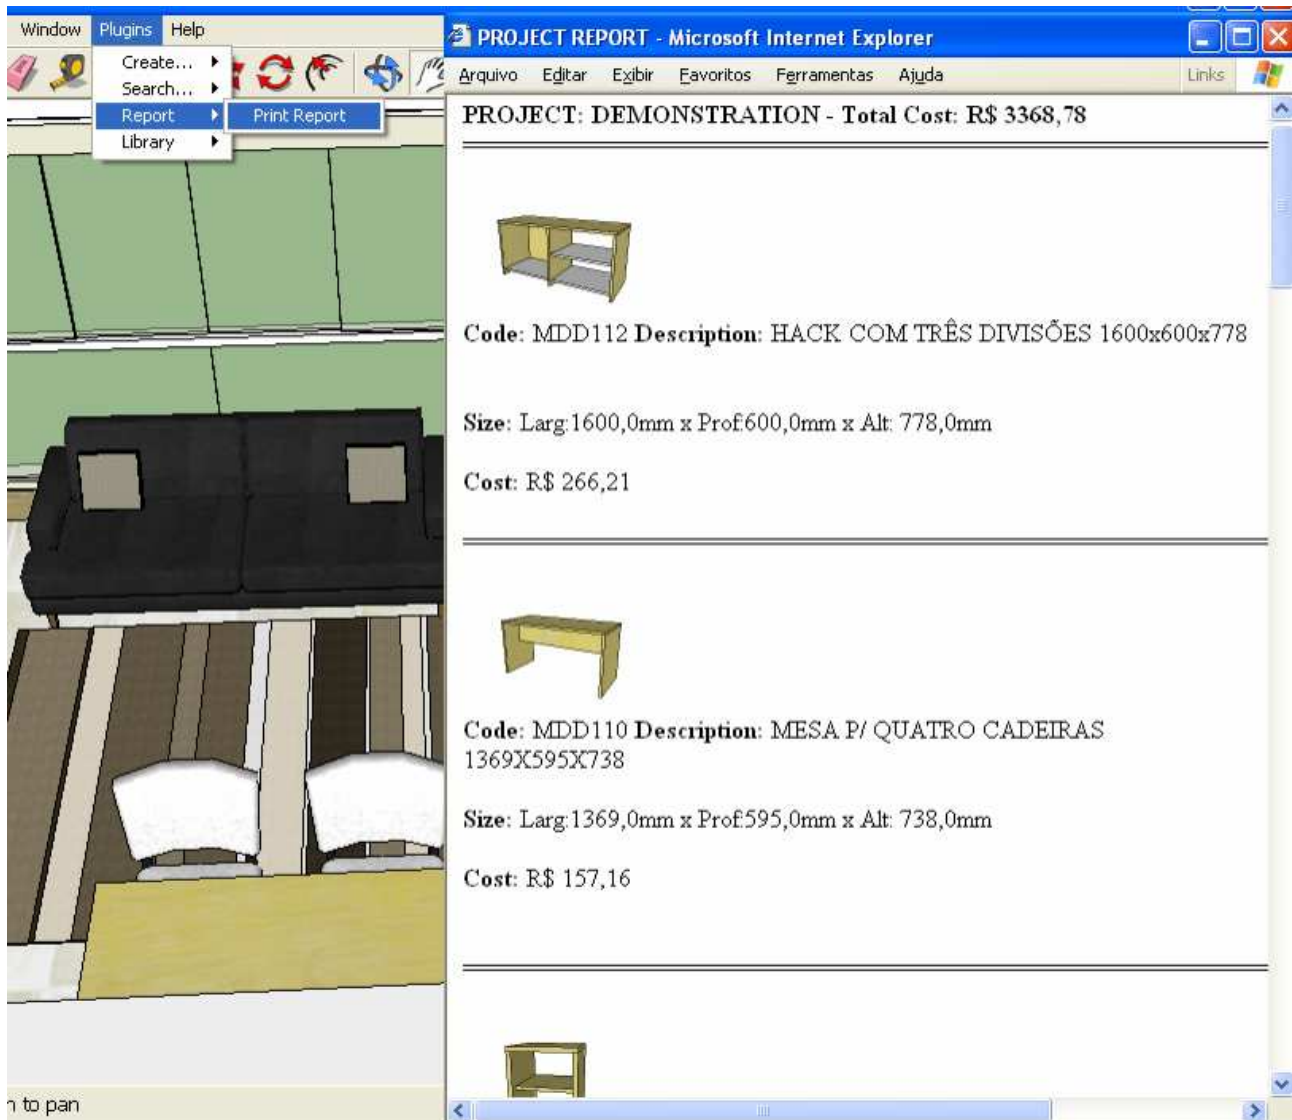 Window Plugins Help
Create...
Search...
Report
Print Report
Library
to pan
PROJECT REPORT - Microsoft Internet Explorer
Arquivo Editar Exibir Favoritos Ferramentas Ajuda
Links
PROJECT: DEMONSTRATION - Total Cost: R$ 3368,78
Code: MDD112 Description: HACK COM TRÊS DIVISÕES 1600x600x778
Size: Larg:1600,0mm x Prof:600,0mm x Alt: 778,0mm
Cost: R$ 266,21
Code: MDD110 Description: MESA P/ QUATRO CADEIRAS
1369X595X738
Size: Larg:1369,0mm x Prof:595,0mm x Alt: 738,0mm
Cost: R$ 157,16